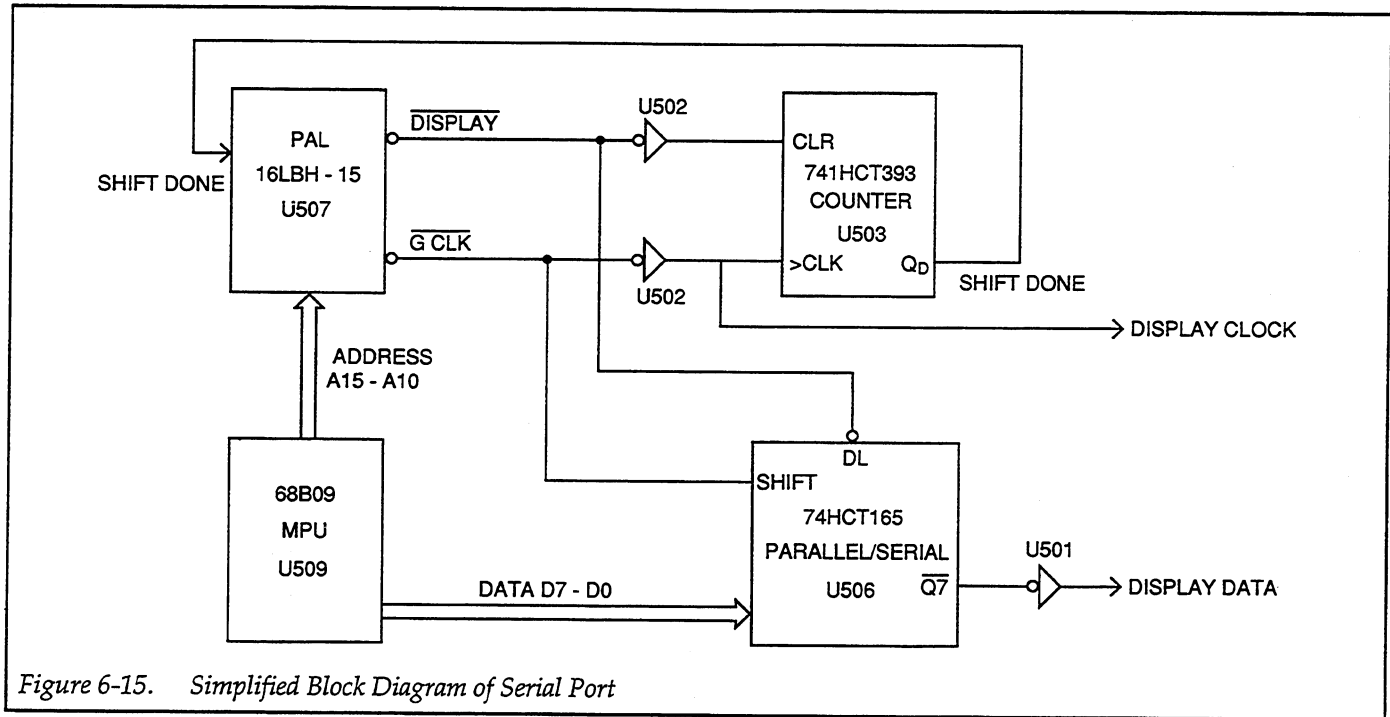 SHIFT DONE
PAL
16LBH - 15
U507
DISPLAY
G CLK
U502
U502
CLR
741HCT393
COUNTER
U503
>CLK
QD
SHIFT DONE
DISPLAY CLOCK
ADDRESS
A15 - A10
68B09
MPU
U509
DATA D7 - D0
DL
SHIFT
74HCT165
PARALLEL/SERIAL
U506
Q7
U501
DISPLAY DATA
Figure 6-15. Simplified Block Diagram of Serial Port